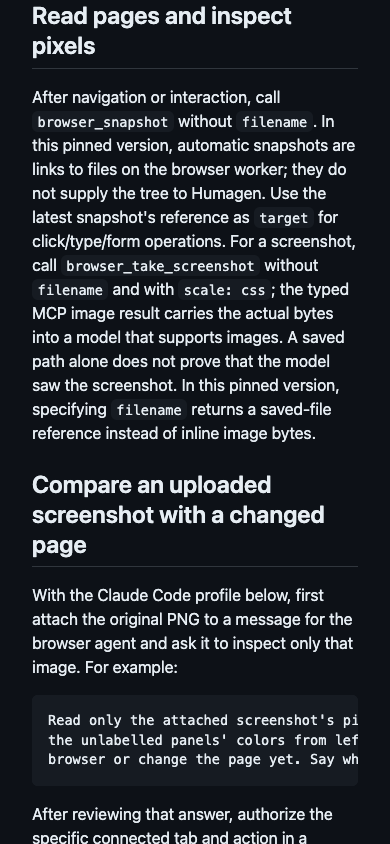 Read pages and inspect
pixels
After navigation or interaction, call
browser_snapshot without filename. In
this pinned version, automatic snapshots are
links to files on the browser worker; they do
not supply the tree to Humagen. Use the
latest snapshot's reference as target for
click/type/form operations. For a screenshot,
call browser_take_screenshot without
filename and with scale: css; the typed
MCP image result carries the actual bytes
into a model that supports images. A saved
path alone does not prove that the model
saw the screenshot. In this pinned version,
specifying filename returns a saved-file
reference instead of inline image bytes.
Compare an uploaded
screenshot with a changed
page
With the Claude Code profile below, first
attach the original PNG to a message for the
browser agent and ask it to inspect only that
image. For example:
Read only the attached screenshot's pi
the unlabelled panels' colors from lef
browser or change the page yet. Say wh
After reviewing that answer, authorize the
specific connected tab and action in a